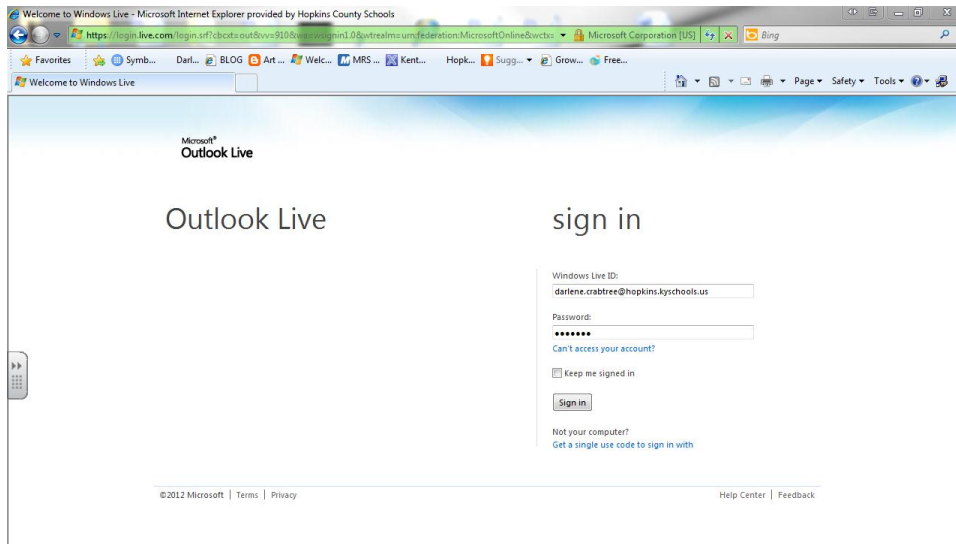 Welcome to Windows Live - Microsoft Internet Explorer provided by Hopkins County Schools
https://login.live.com/login.srf?cbcxt=out&vv=910& wa=wsignin1.0&wtrealm=urn:federation:MicrosoftOnline&wctx= Microsoft Corporation [US] Bing
Favorites Symb... Darl... BLOG Art ... Welc... MRS ... Kent... Hopk... Sugg... Grow... Free...
Welcome to Windows Live Page Safety Tools
Microsoft®
Outlook Live
Outlook Live sign in
Windows Live ID:
darlene.crabtree@hopkins.kyschools.us
Password:
•••••••
Can't access your account?
Keep me signed in
Sign in
Not your computer?
Get a single use code to sign in with
©2012 Microsoft | Terms | Privacy Help Center | Feedback